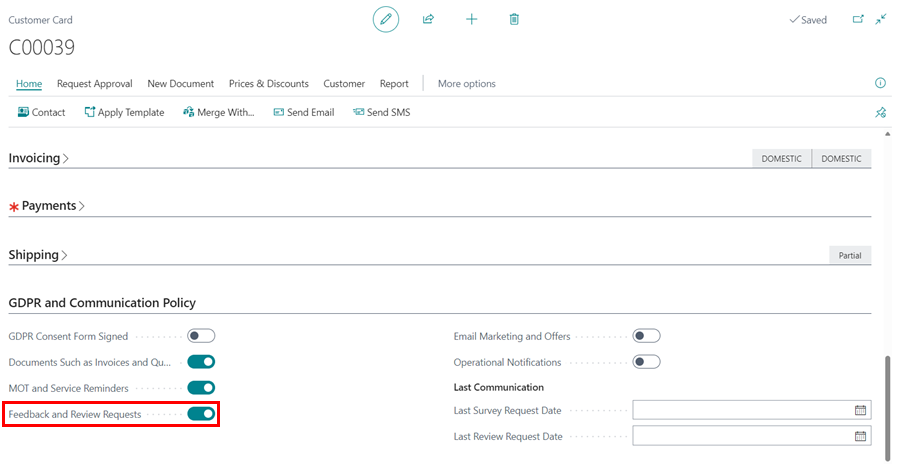 Customer Card
Saved
C00039
Home Request Approval New Document Prices & Discounts Customer Report More options
Contact Apply Template Merge With... Send Email Send SMS
Invoicing
DOMESTIC DOMESTIC
Payments
Shipping
Partial
GDPR and Communication Policy
GDPR Consent Form Signed
Documents Such as Invoices and Qu...
MOT and Service Reminders
Feedback and Review Requests
Email Marketing and Offers
Operational Notifications
Last Communication
Last Survey Request Date
Last Review Request Date